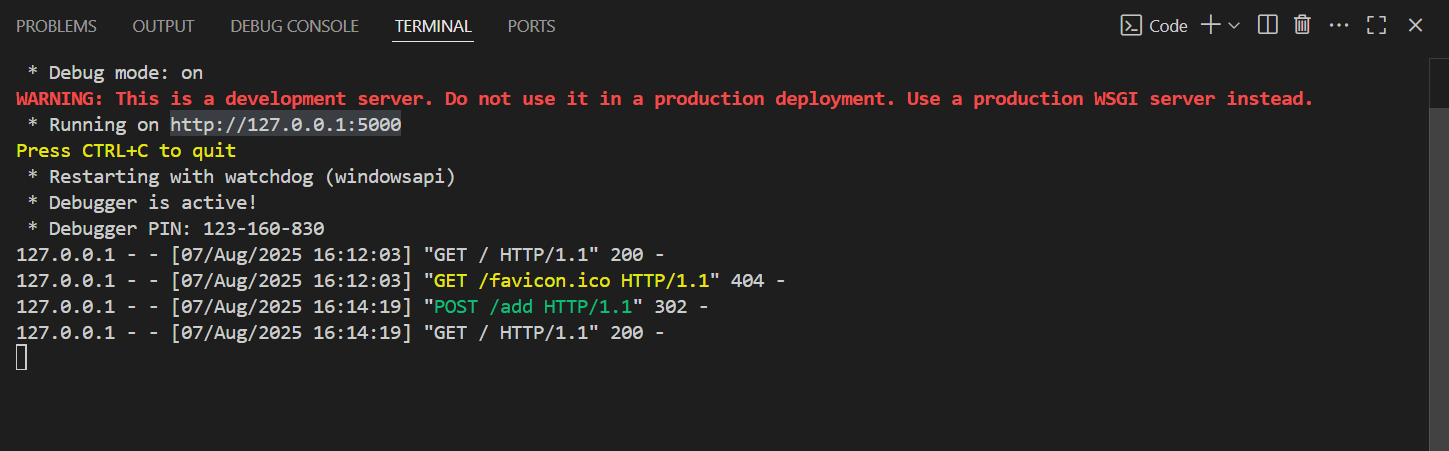 PROBLEMS OUTPUT DEBUG CONSOLE TERMINAL PORTS Code
* Debug mode: on
WARNING: This is a development server. Do not use it in a production deployment. Use a production WSGI server instead.
* Running on http://127.0.0.1:5000
Press CTRL+C to quit
* Restarting with watchdog (windowsapi)
* Debugger is active!
* Debugger PIN: 123-160-830
127.0.0.1 - - [07/Aug/2025 16:12:03] "GET / HTTP/1.1" 200 -
127.0.0.1 - - [07/Aug/2025 16:12:03] "GET /favicon.ico HTTP/1.1" 404 -
127.0.0.1 - - [07/Aug/2025 16:14:19] "POST /add HTTP/1.1" 302 -
127.0.0.1 - - [07/Aug/2025 16:14:19] "GET / HTTP/1.1" 200 -